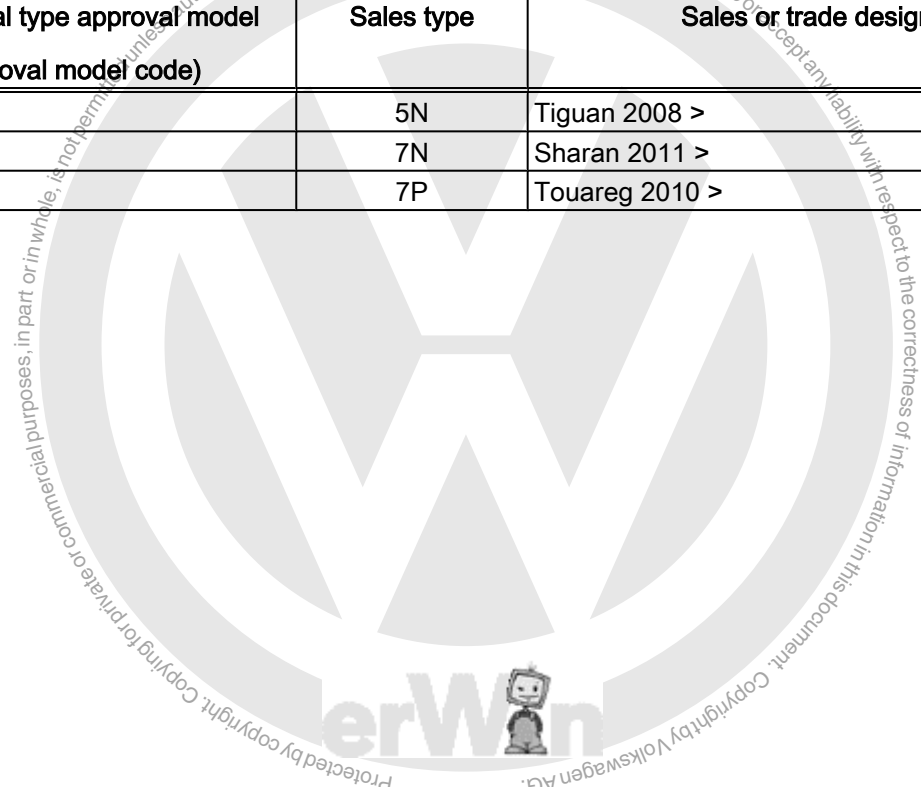 al type approval model
oval model code)
Sales type
Sales or trade design
5N Tiguan 2008 >
7N Sharan 2011 >
7P Touareg 2010 >
erWin
Protected by copyright. Copying for private or commercial purposes, in part or in whole, is not permitted unless
accept any liability with respect to the correctness of information in this document. Copyright by Volkswagen AG.